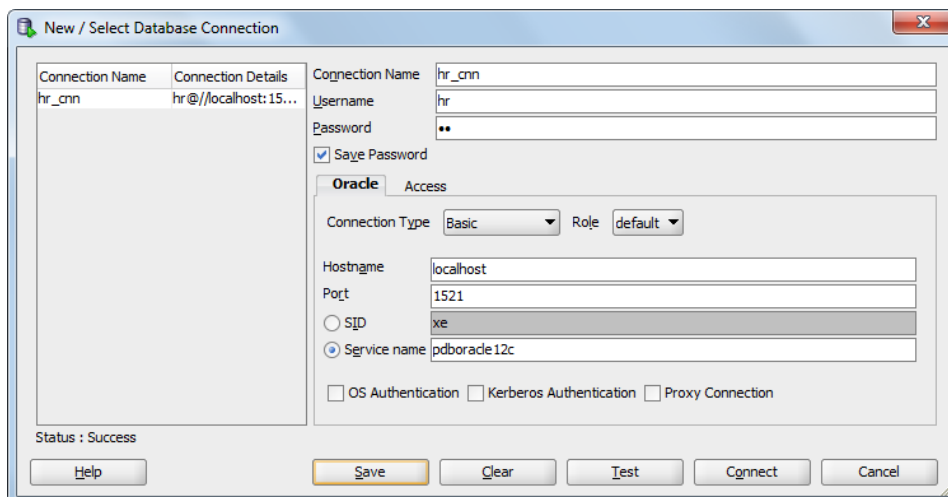 New / Select Database Connection
Connection Name Connection Details
hr_cnn hr@//localhost:15...
Connection Name hr_cnn
Username hr
Password ••
Save Password
Oracle Access
Connection Type Basic Role default
Hostname localhost
Port 1521
SID xe
Service name pdboracle12c
OS Authentication Kerberos Authentication Proxy Connection
Status : Success
Help Save Clear Test Connect Cancel